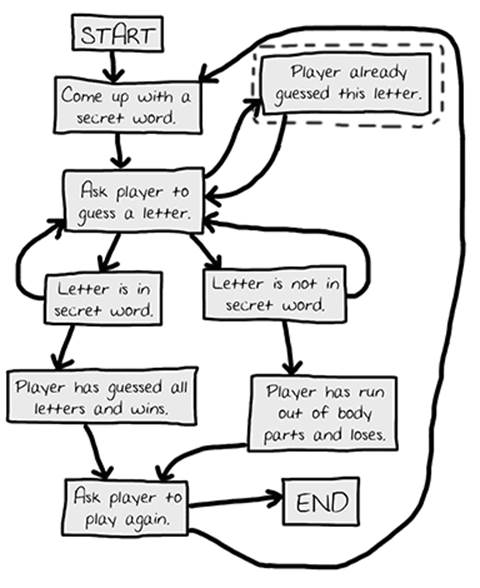 START
Come up with a
secret word.
Player already
guessed this letter.
Ask player to
guess a letter.
Letter is in
secret word.
Letter is not in
secret word.
Player has guessed all
letters and wins.
Player has run
out of body
parts and loses.
Ask player to
play again.
END